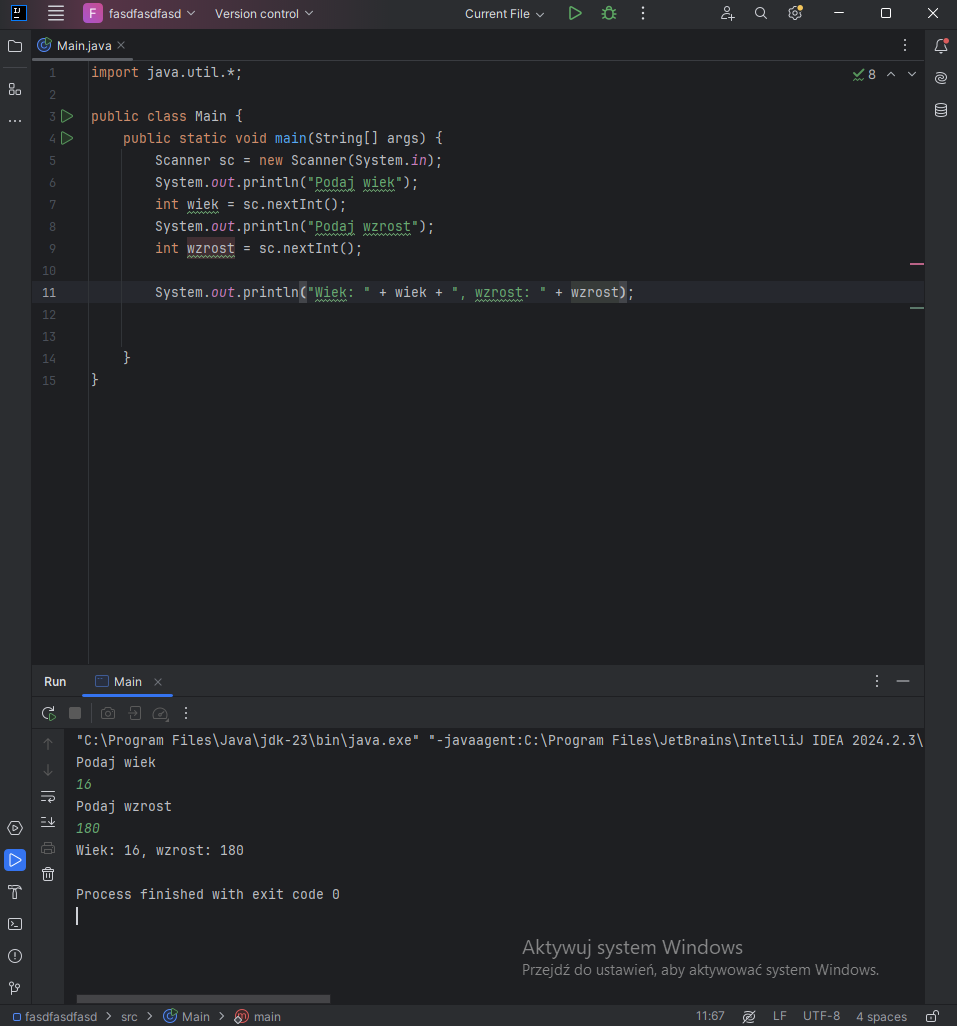 F fasdfasdfasd Version control Current File
Main.java
8
1 import java.util.*;
2
3 public class Main {
4 public static void main(String[] args) {
5 Scanner sc = new Scanner(System.in);
6 System.out.println("Podaj wiek");
7 int wiek = sc.nextInt();
8 System.out.println("Podaj wzrost");
9 int wzrost = sc.nextInt();
10
11 System.out.println("Wiek: " + wiek + ", wzrost: " + wzrost);
12
13
14 }
15 }
Run Main
"C:\Program Files\Java\jdk-23\bin\java.exe" "-javaagent:C:\Program Files\JetBrains\IntelliJ IDEA 2024.2.3\
Podaj wiek
16
Podaj wzrost
180
Wiek: 16, wzrost: 180
Process finished with exit code 0
Aktywuj system Windows
Przejdź do ustawień, aby aktywować system Windows.
fasdfasdfasd > src > Main > main 11:67 LF UTF-8 4 spaces